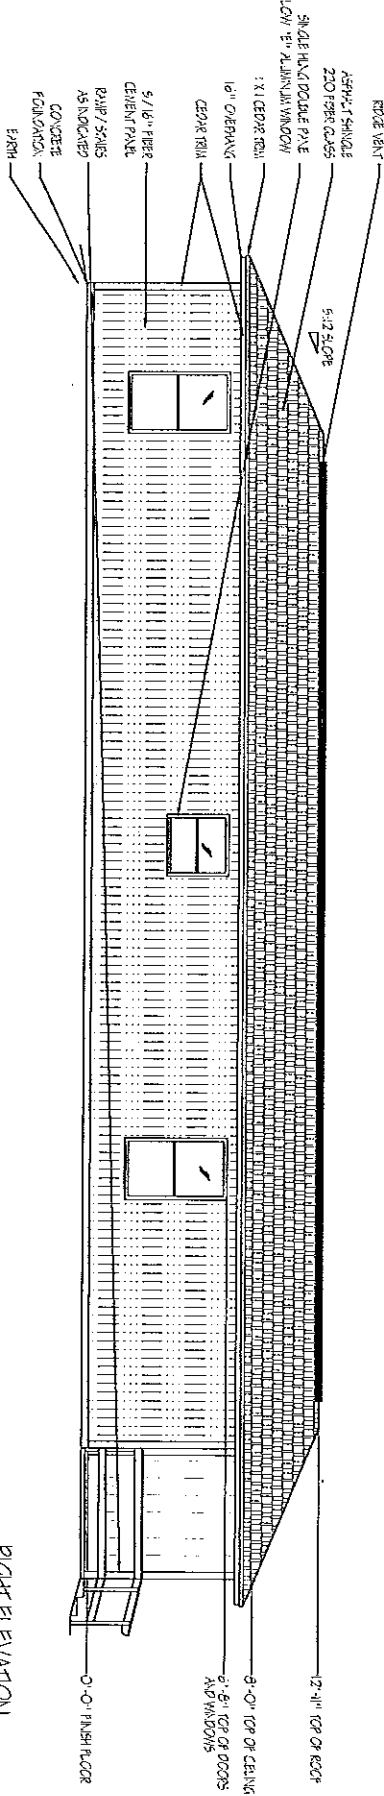 RIDGE VENT
ASPHALT SHINGLE
220 FIBER GLASS
SINGLE HUNG DOUBLE PANE
LOW "E" ALUMINUM WINDOW
1 X CEDAR TRIM
16" OVERHANG
CEDAR TRIM
5/16" FIBER
CEMENT PANEL
RAMP / STAIRS
AS INDICATED
CONCRETE
FOUNDATION
EARTH
5:12 SLOPE
12'-11" TOP OF ROOF
8'-0" TOP OF CEILING
6'-8" TOP OF DOORS
AND WINDOWS
0'-0" FINISH FLOOR
RIGHT ELEVATION